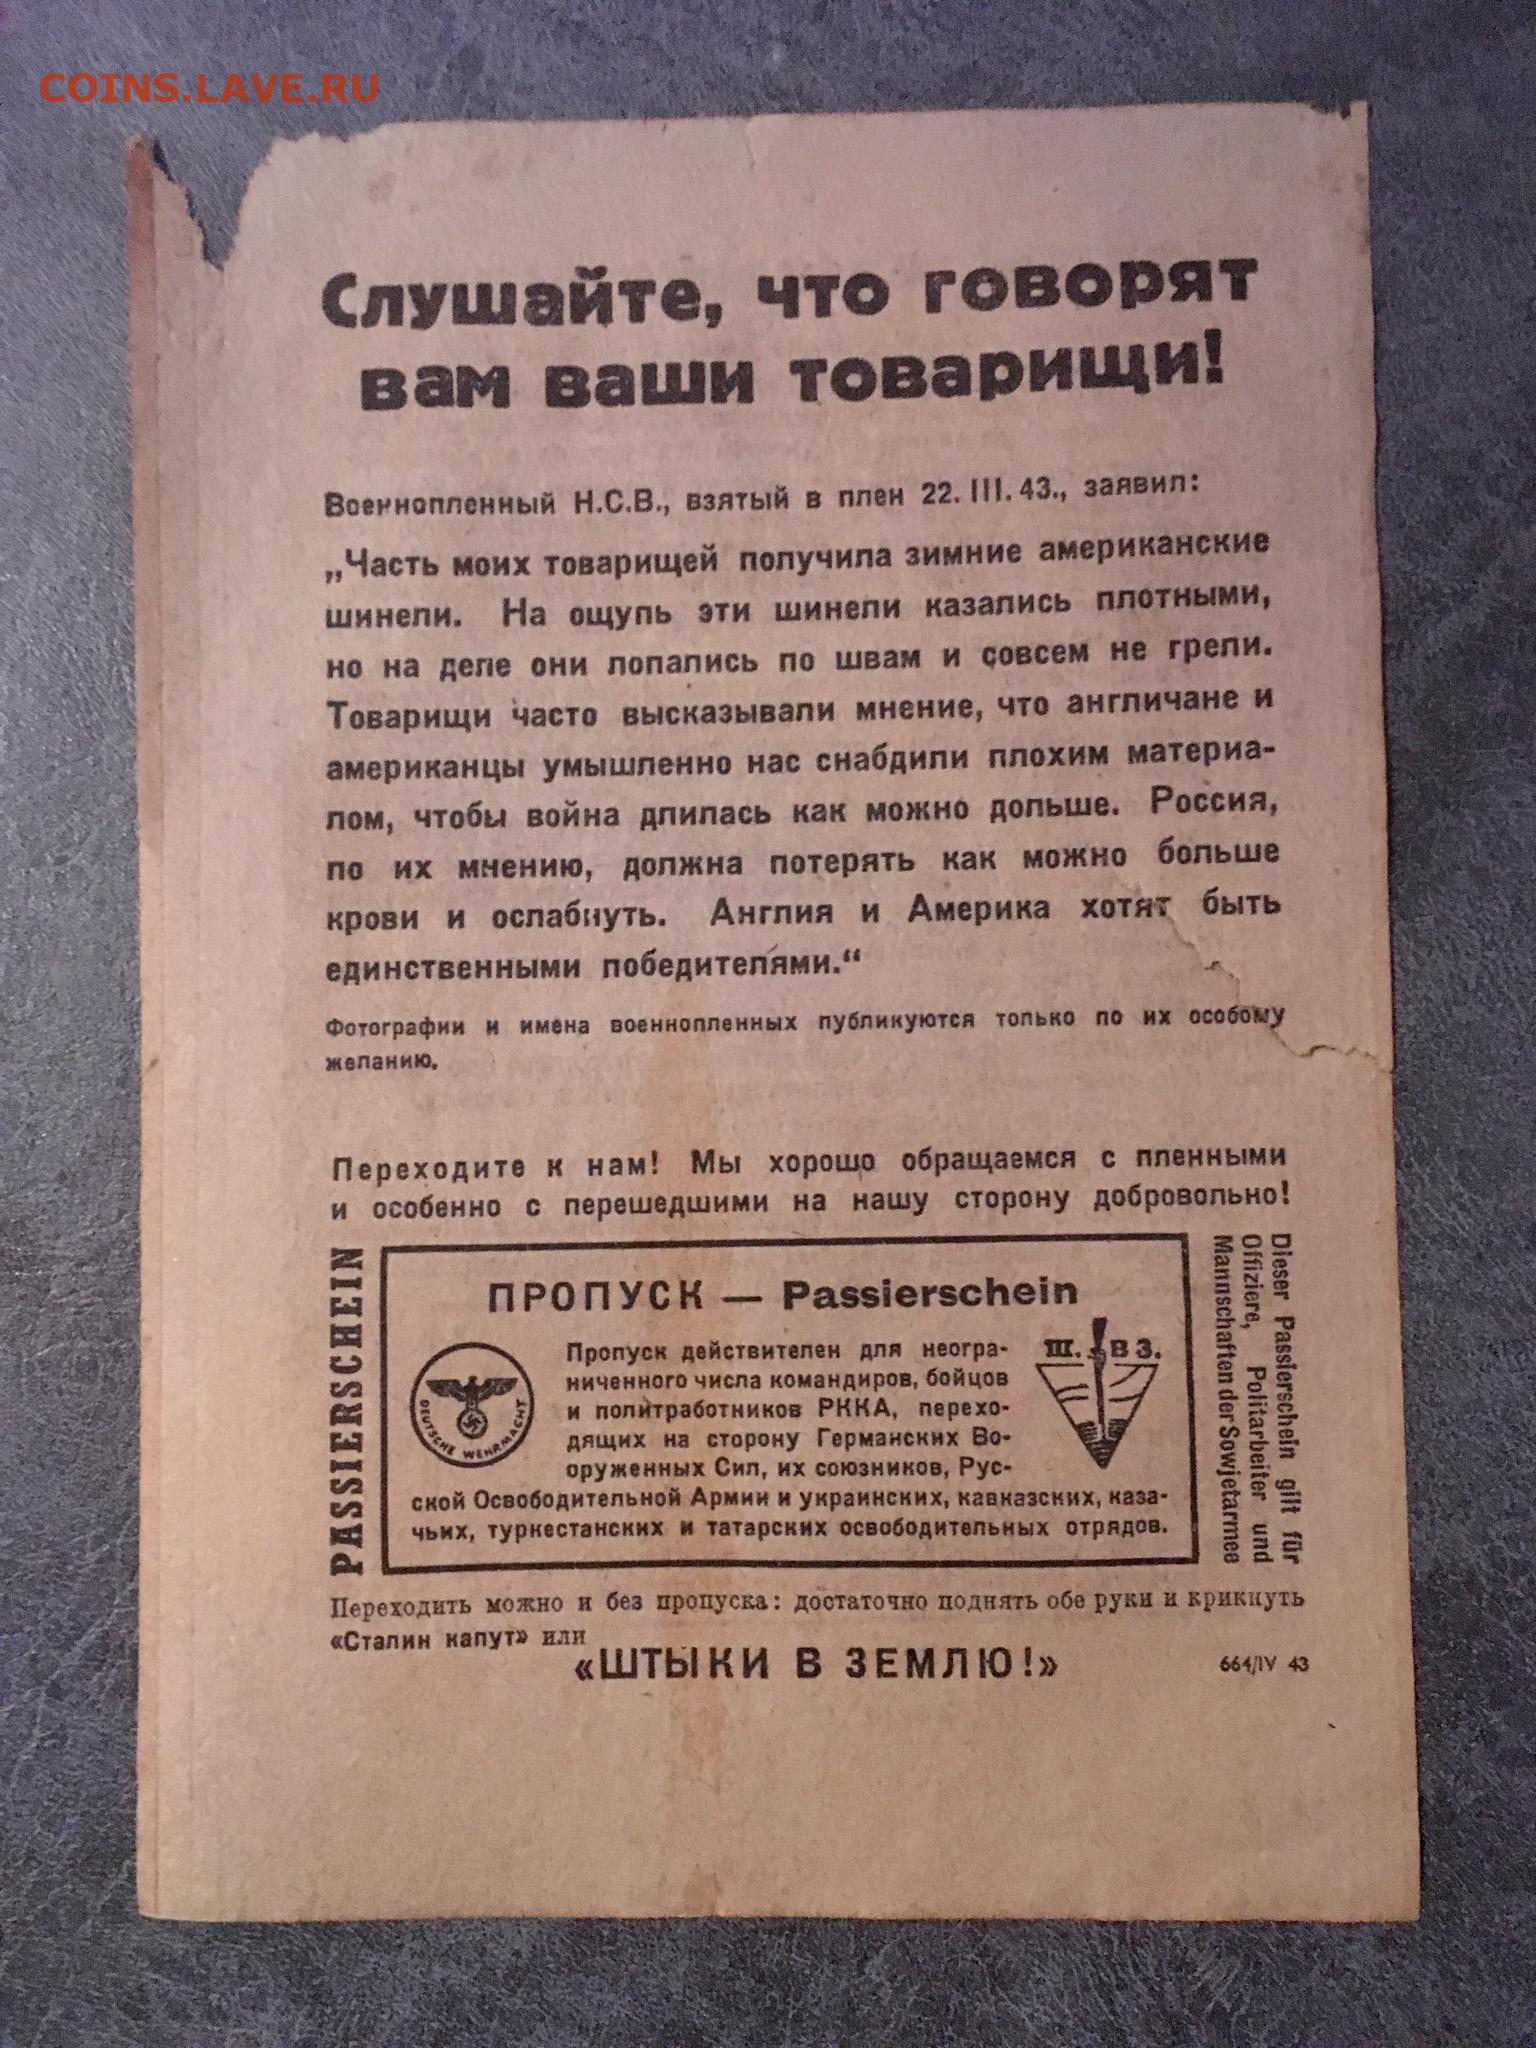 COINS.LAVE.RU
Слушайте, что говорят
вам ваши товарищи!
Военнопленный Н.С.В., взятый в плен 22. III. 43., заявил:
„Часть моих товарищей получила зимние американские
шинели. На ощупь эти шинели казались плотными,
но на деле они лопались по швам и совсем не грели.
Товарищи часто высказывали мнение, что англичане и
американцы умышленно нас снабдили плохим материа-
лом, чтобы война длилась как можно дольше. Россия,
по их мнению, должна потерять как можно больше
крови и ослабнуть. Англия и Америка хотят быть
единственными победителями.“
Фотографии и имена военнопленных публикуются только по их особому
желанию.
Переходите к нам! Мы хорошо обращаемся с пленными
и особенно с перешедшими на нашу сторону добровольно!
PASSIERSCHEIN
ПРОПУСК — Passierschein
DEUTSCHE WEHRMACHT
Пропуск действителен для неогра-
ниченного числа командиров, бойцов
и политработников РККА, перехо-
дящих на сторону Германских Во-
оруженных Сил, их союзников, Рус-
ской Освободительной Армии и украинских, кавказских, каза-
чьих, туркестанских и татарских освободительных отрядов.
Ш. В З.
Dieser Passierschein gilt für
Offiziere, Politarbeiter und
Mannschaften der Sowjetarmee
Переходить можно и без пропуска: достаточно поднять обе руки и крикнуть
«Сталин капут» или
«ШТЫКИ В ЗЕМЛЮ!»
664/IV 43